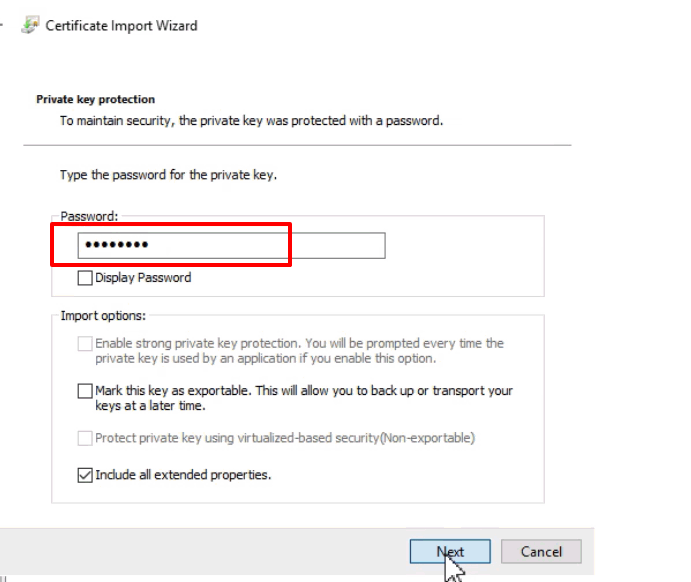 Certificate Import Wizard
Private key protection
To maintain security, the private key was protected with a password.
Type the password for the private key.
Password:
••••••••
Display Password
Import options:
Enable strong private key protection. You will be prompted every time the
private key is used by an application if you enable this option.
Mark this key as exportable. This will allow you to back up or transport your
keys at a later time.
Protect private key using virtualized-based security(Non-exportable)
Include all extended properties.
Next
Cancel